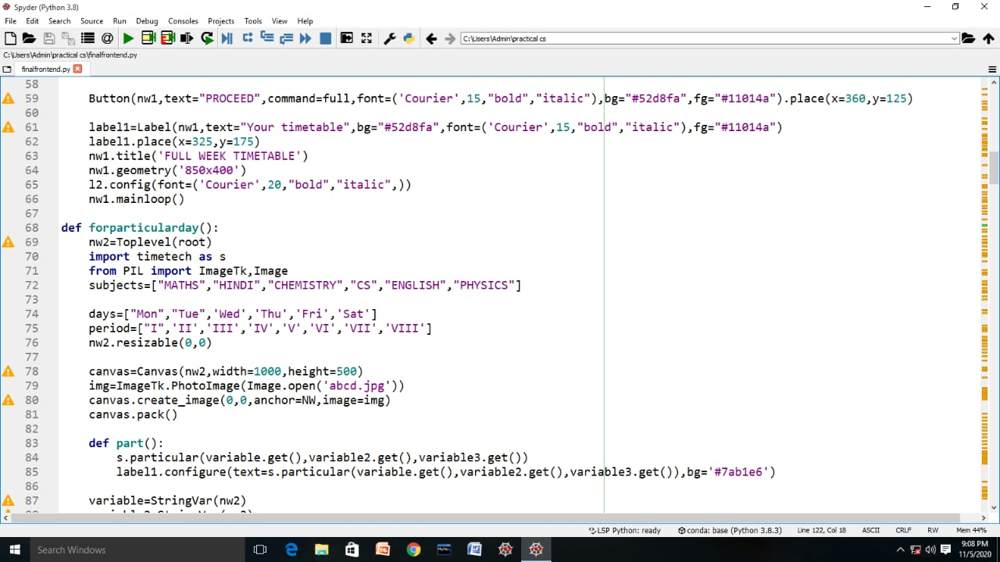 Spyder (Python 3.8)
File Edit Search Source Run Debug Consoles Projects Tools View Help
C:\Users\Admin\practical cs
C:\Users\Admin\practical cs\finalfrontend.py
finalfrontend.py
58
59 Button(nw1,text="PROCEED",command=full,font=('Courier',15,"bold","italic"),bg="#52d8fa",fg="#11014a").place(x=360,y=125)
60
61 label1=Label(nw1,text="Your timetable",bg="#52d8fa",font=('Courier',15,"bold","italic"),fg="#11014a")
62 label1.place(x=325,y=175)
63 nw1.title('FULL WEEK TIMETABLE')
64 nw1.geometry('850x400')
65 l2.config(font=('Courier',20,"bold","italic",))
66 nw1.mainloop()
67
68 def forparticularday():
69 nw2=Toplevel(root)
70 import timetech as s
71 from PIL import ImageTk,Image
72 subjects=["MATHS","HINDI","CHEMISTRY","CS","ENGLISH","PHYSICS"]
73
74 days=["Mon","Tue",'Wed','Thu','Fri','Sat']
75 period=["I",'II','III','IV','V','VI','VII','VIII']
76 nw2.resizable(0,0)
77
78 canvas=Canvas(nw2,width=1000,height=500)
79 img=ImageTk.PhotoImage(Image.open('abcd.jpg'))
80 canvas.create_image(0,0,anchor=NW,image=img)
81 canvas.pack()
82
83 def part():
84 s.particular(variable.get(),variable2.get(),variable3.get())
85 label1.configure(text=s.particular(variable.get(),variable2.get(),variable3.get()),bg='#7ab1e6')
86
87 variable=StringVar(nw2)
LSP Python: ready conda: base (Python 3.8.3) Line 122, Col 18 ASCII CRLF RW Mem 44%
Search Windows
9:08 PM
11/5/2020